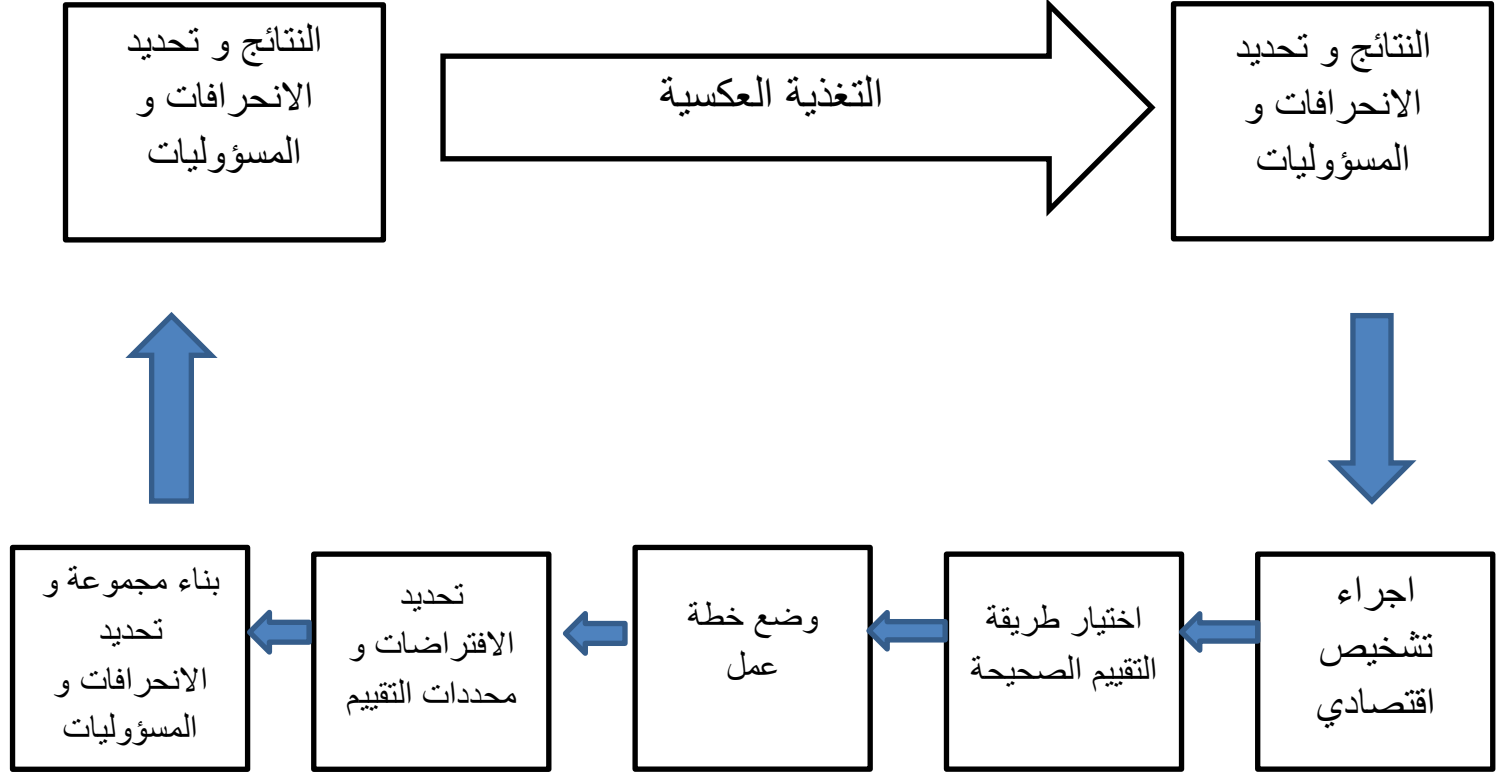 النتائج و تحديد
الانحرافات و
المسؤوليات
التغذية العكسية
النتائج و تحديد
الانحرافات و
المسؤوليات
اجراء
تشخيص
اقتصادي
اختيار طريقة
التقييم الصحيحة
وضع خطة
عمل
تحديد
الافتراضات و
محددات التقييم
بناء مجموعة و
تحديد
الانحرافات و
المسؤوليات